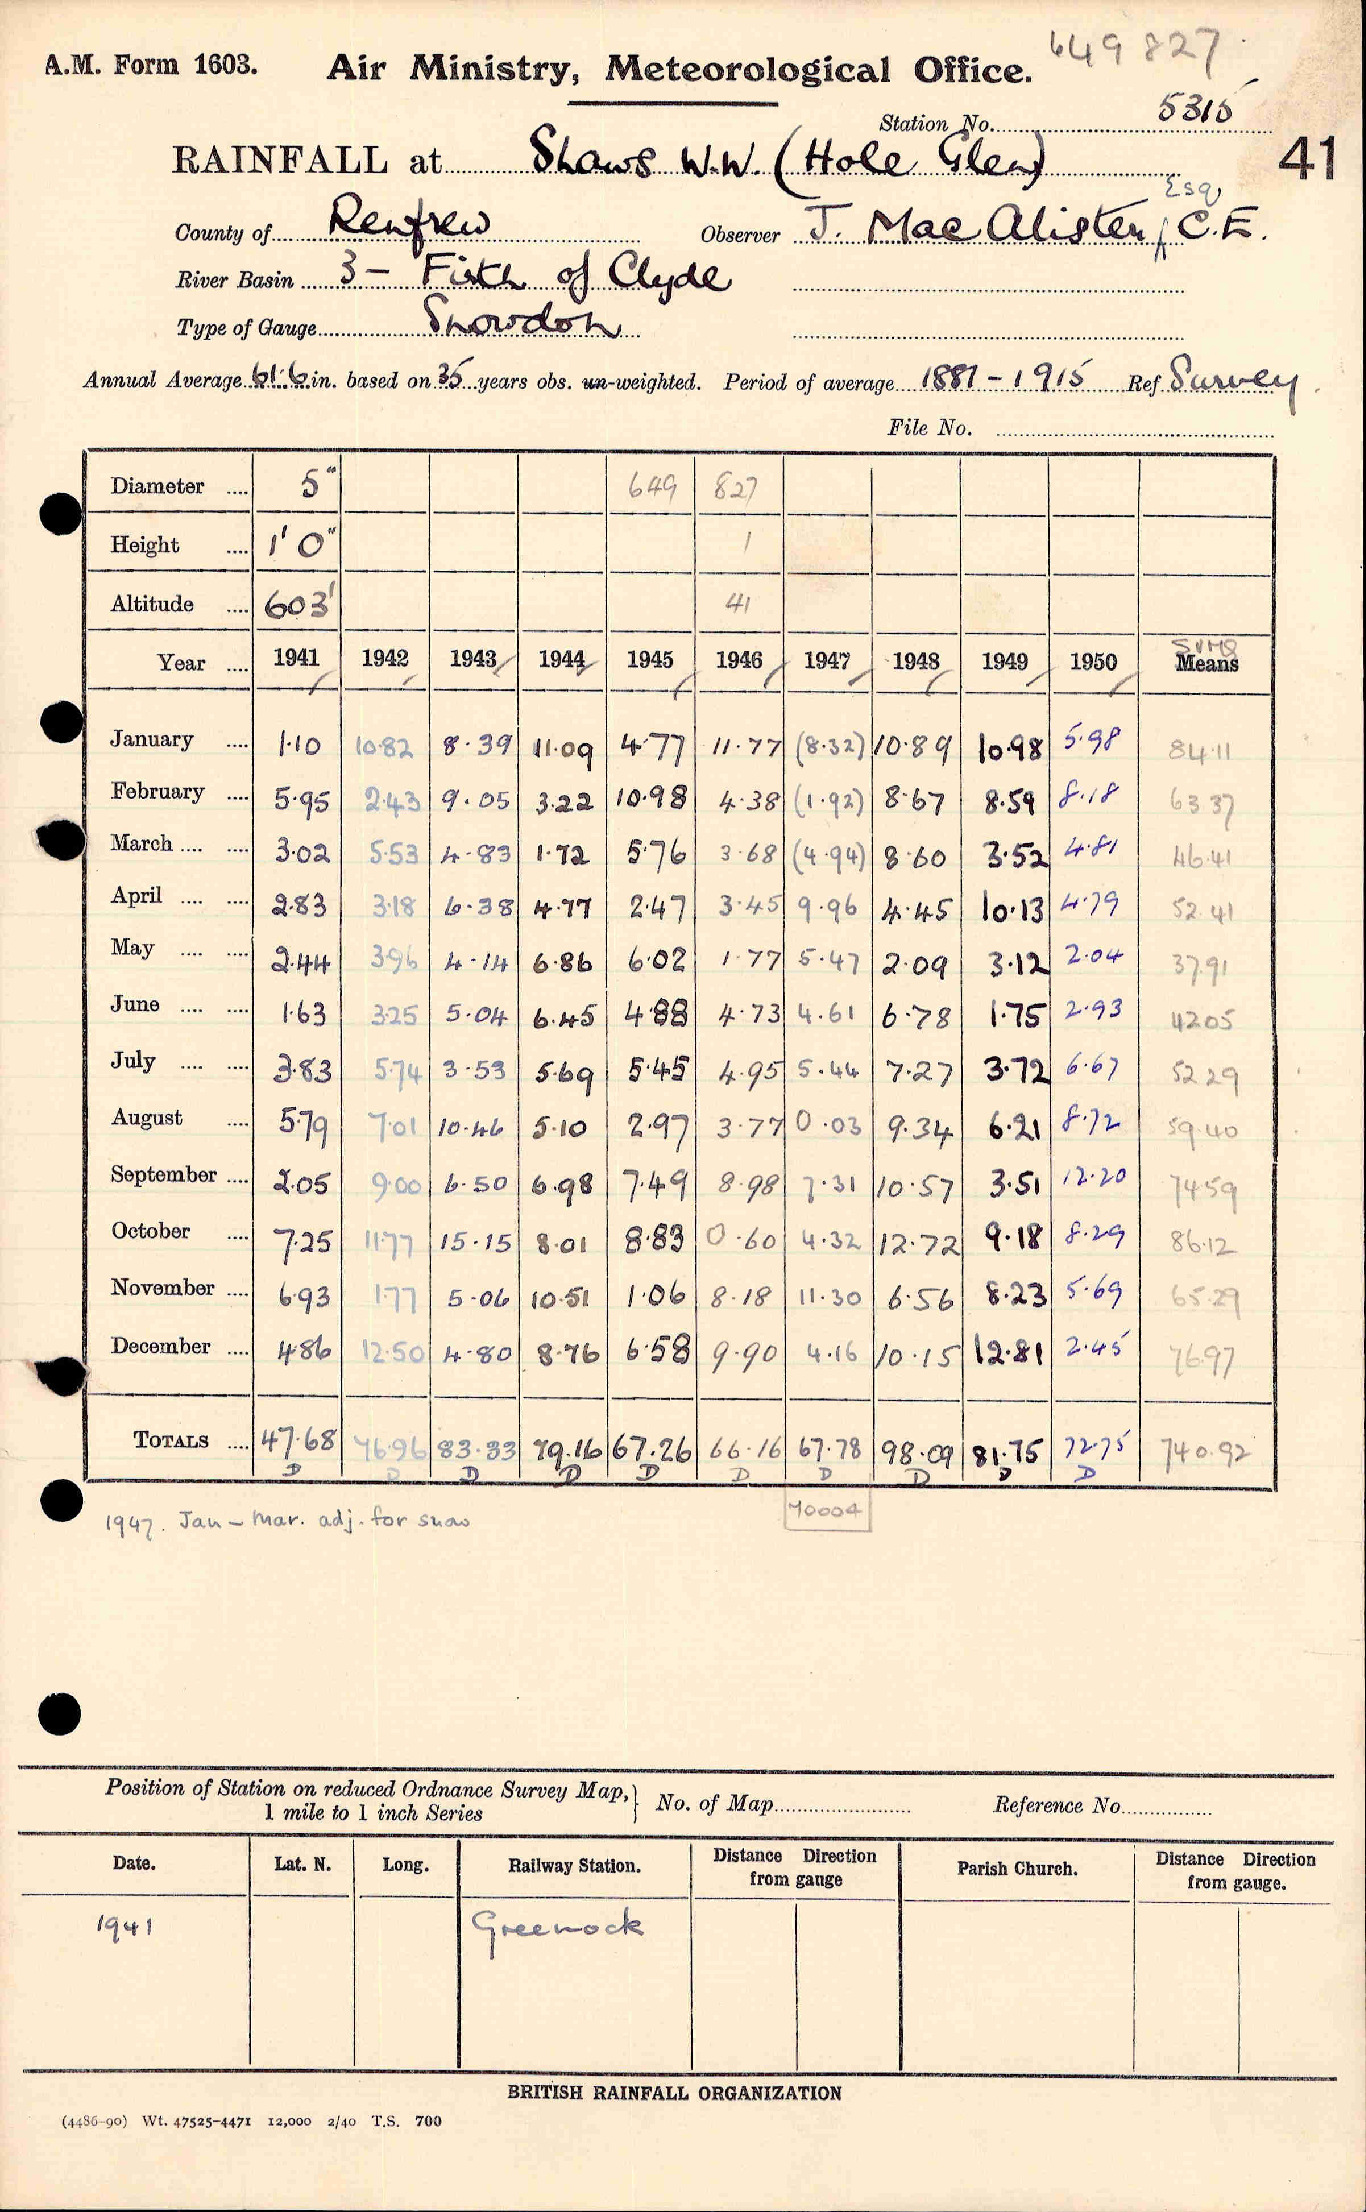 649 827
A.M. Form 1603. Air Ministry, Meteorological Office.
Station No. 5315
RAINFALL at Shaws W.W. (Hole Glen) 41
County of Renfrew Observer J. Mac Alister, Esq C.E.
River Basin 3 – Firth of Clyde
Type of Gauge Snowdon
Annual Average 61.6 in. based on 35 years obs. un-weighted. Period of average 1881 – 1915 Ref Survey
File No.
Diameter .... 5" 649 827
Height .... 1' 0" 1
Altitude .... 603' 41
Year .... 1941 1942 1943 1944 1945 1946 1947 1948 1949 1950 Means
January .... 1.10 10.82 8.39 11.09 4.77 11.77 (8.32) 10.89 10.98 5.98 84.11
February .... 5.95 2.43 9.05 3.22 10.98 4.38 (1.92) 8.67 8.59 8.18 63.37
March .... .... 3.02 5.53 4.83 1.72 5.76 3.68 (4.94) 8.60 3.52 4.81 46.41
April .... .... 2.83 3.18 6.38 4.77 2.47 3.45 9.96 4.45 10.13 4.79 52.41
May .... .... 2.44 3.96 4.14 6.86 6.02 1.77 5.47 2.09 3.12 2.04 37.91
June .... .... 1.63 3.25 5.04 6.45 4.88 4.73 4.61 6.78 1.75 2.93 42.05
July .... .... 3.83 5.74 3.53 5.69 5.45 4.95 5.44 7.27 3.72 6.67 52.29
August .... 5.79 7.01 10.46 5.10 2.97 3.77 0.03 9.34 6.21 8.72 59.40
September .... 2.05 9.00 6.50 6.98 7.49 8.98 7.31 10.57 3.51 12.20 74.59
October .... 7.25 11.77 15.15 8.01 8.83 0.60 4.32 12.72 9.18 8.29 86.12
November .... 6.93 1.77 5.06 10.51 1.06 8.18 11.30 6.56 8.23 5.69 65.29
December .... 4.86 12.50 4.80 8.76 6.58 9.90 4.16 10.15 12.81 2.45 76.97
TOTALS .... 47.68 76.96 83.33 79.16 67.26 66.16 67.78 98.09 81.75 72.75 740.92
D D D D D D D D D D
1947. Jan – Mar. adj. for snow 70004
Position of Station on reduced Ordnance Survey Map,
1 mile to 1 inch Series } No. of Map Reference No.
Date. Lat. N. Long. Railway Station. Distance from gauge Direction Parish Church. Distance Direction from gauge.
1941 Greenock
BRITISH RAINFALL ORGANIZATION
(4486-90) Wt. 47525-4471 12,000 2/40 T.S. 700